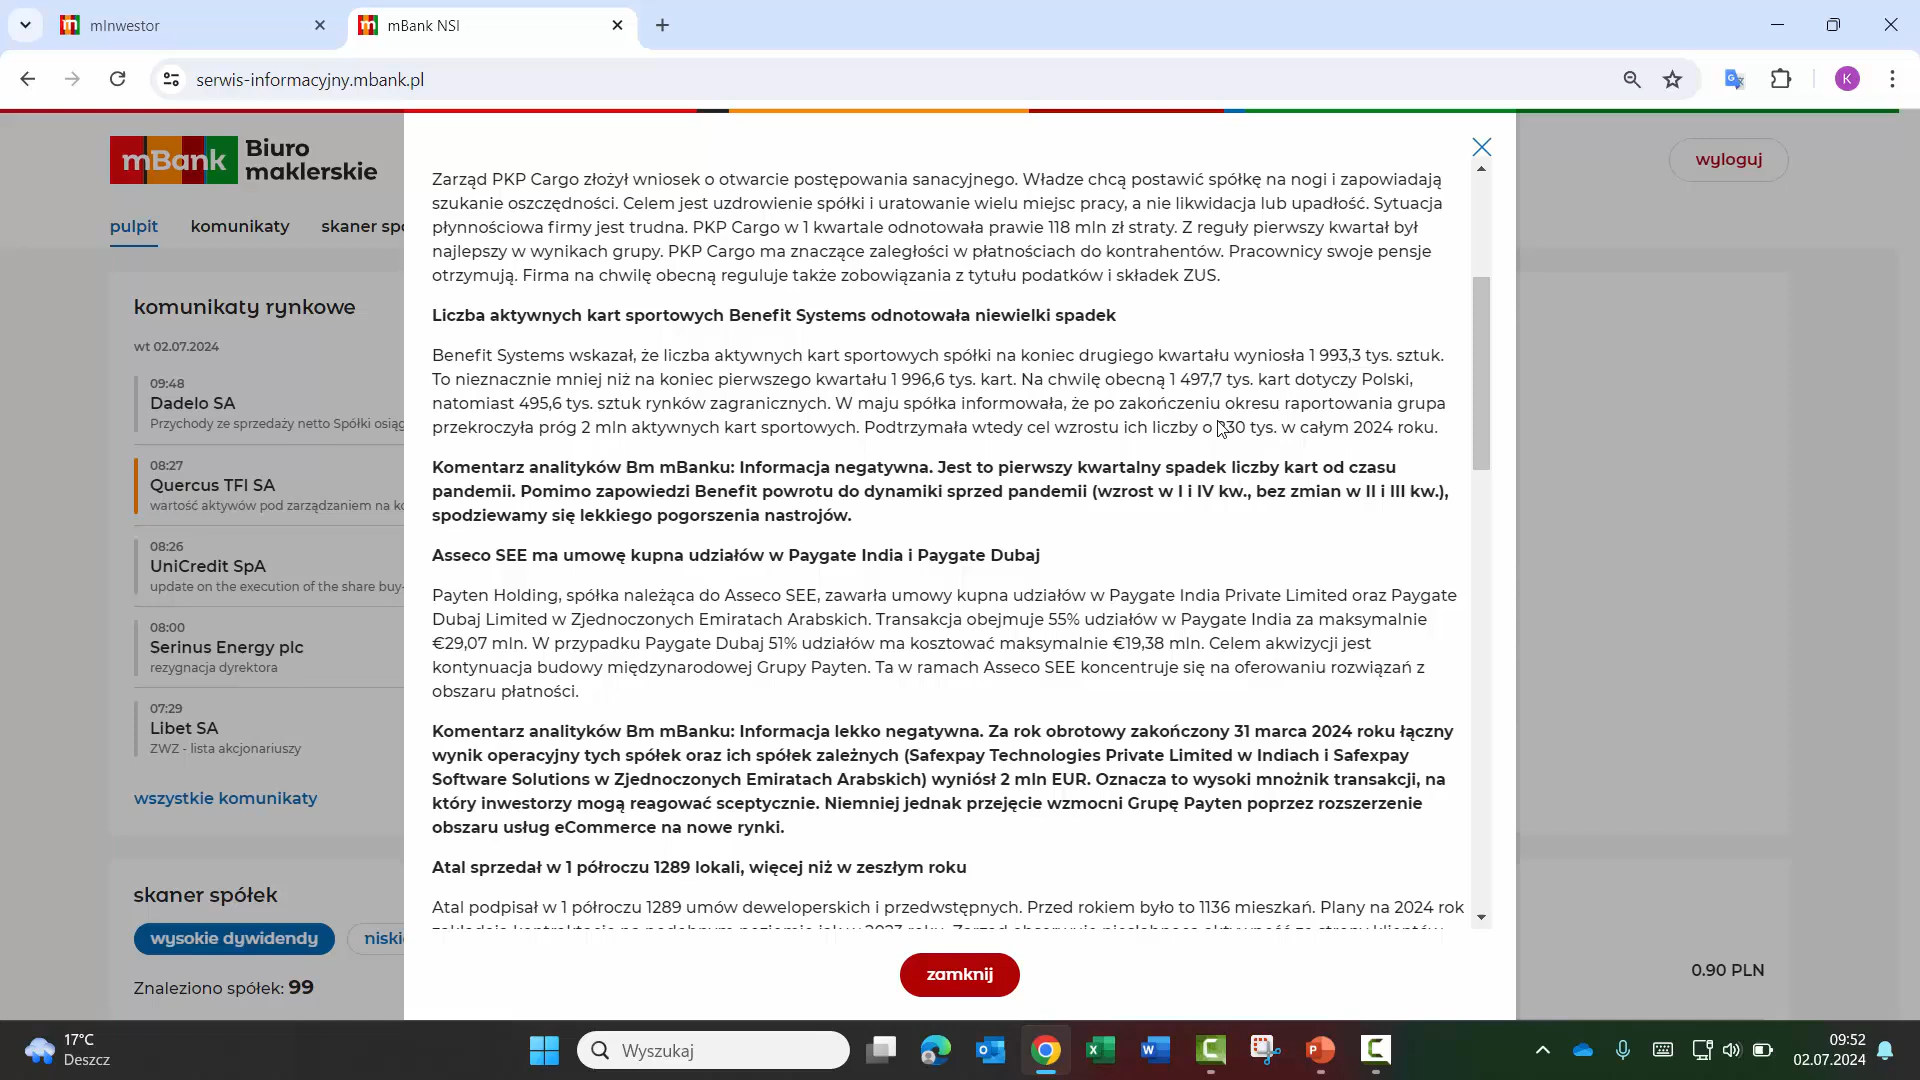 mInwestor
mBank NSI
serwis-informacyjny.mbank.pl
K
mBank Biuro maklerskie
wyloguj
pulpit komunikaty skaner spo
komunikaty rynkowe
wt 02.07.2024
09:48
Dadelo SA
Przychody ze sprzedaży netto Spółki osiąg
08:27
Quercus TFI SA
wartość aktywów pod zarządzaniem na ko
08:26
UniCredit SpA
update on the execution of the share buy-
08:00
Serinus Energy plc
rezygnacja dyrektora
07:29
Libet SA
ZWZ - lista akcjonariuszy
wszystkie komunikaty
skaner spółek
wysokie dywidendy niski
Znaleziono spółek: 99
Zarząd PKP Cargo złożył wniosek o otwarcie postępowania sanacyjnego. Władze chcą postawić spółkę na nogi i zapowiadają
szukanie oszczędności. Celem jest uzdrowienie spółki i uratowanie wielu miejsc pracy, a nie likwidacja lub upadłość. Sytuacja
płynnościowa firmy jest trudna. PKP Cargo w 1 kwartale odnotowała prawie 118 mln zł straty. Z reguły pierwszy kwartał był
najlepszy w wynikach grupy. PKP Cargo ma znaczące zaległości w płatnościach do kontrahentów. Pracownicy swoje pensje
otrzymują. Firma na chwilę obecną reguluje także zobowiązania z tytułu podatków i składek ZUS.
Liczba aktywnych kart sportowych Benefit Systems odnotowała niewielki spadek
Benefit Systems wskazał, że liczba aktywnych kart sportowych spółki na koniec drugiego kwartału wyniosła 1 993,3 tys. sztuk.
To nieznacznie mniej niż na koniec pierwszego kwartału 1 996,6 tys. kart. Na chwilę obecną 1 497,7 tys. kart dotyczy Polski,
natomiast 495,6 tys. sztuk rynków zagranicznych. W maju spółka informowała, że po zakończeniu okresu raportowania grupa
przekroczyła próg 2 mln aktywnych kart sportowych. Podtrzymała wtedy cel wzrostu ich liczby o tys. w całym 2024 roku.
Komentarz analityków Bm mBanku: Informacja negatywna. Jest to pierwszy kwartalny spadek liczby kart od czasu
pandemii. Pomimo zapowiedzi Benefit powrotu do dynamiki sprzed pandemii (wzrost w I i IV kw., bez zmian w II i III kw.),
spodziewamy się lekkiego pogorszenia nastrojów.
Asseco SEE ma umowę kupna udziałów w Paygate India i Paygate Dubaj
Payten Holding, spółka należąca do Asseco SEE, zawarła umowy kupna udziałów w Paygate India Private Limited oraz Paygate
Dubaj Limited w Zjednoczonych Emiratach Arabskich. Transakcja obejmuje 55% udziałów w Paygate India za maksymalnie
€29,07 mln. W przypadku Paygate Dubaj 51% udziałów ma kosztować maksymalnie €19,38 mln. Celem akwizycji jest
kontynuacja budowy międzynarodowej Grupy Payten. Ta w ramach Asseco SEE koncentruje się na oferowaniu rozwiązań z
obszaru płatności.
Komentarz analityków Bm mBanku: Informacja lekko negatywna. Za rok obrotowy zakończony 31 marca 2024 roku łączny
wynik operacyjny tych spółek oraz ich spółek zależnych (Safexpay Technologies Private Limited w Indiach i Safexpay
Software Solutions w Zjednoczonych Emiratach Arabskich) wyniósł 2 mln EUR. Oznacza to wysoki mnożnik transakcji, na
który inwestorzy mogą reagować sceptycznie. Niemniej jednak przejęcie wzmocni Grupę Payten poprzez rozszerzenie
obszaru usług eCommerce na nowe rynki.
Atal sprzedał w 1 półroczu 1289 lokali, więcej niż w zeszłym roku
Atal podpisał w 1 półroczu 1289 umów deweloperskich i przedwstępnych. Przed rokiem było to 1136 mieszkań. Plany na 2024 rok
zamknij
0.90 PLN
17°C
Deszcz
Wyszukaj
09:52
02.07.2024